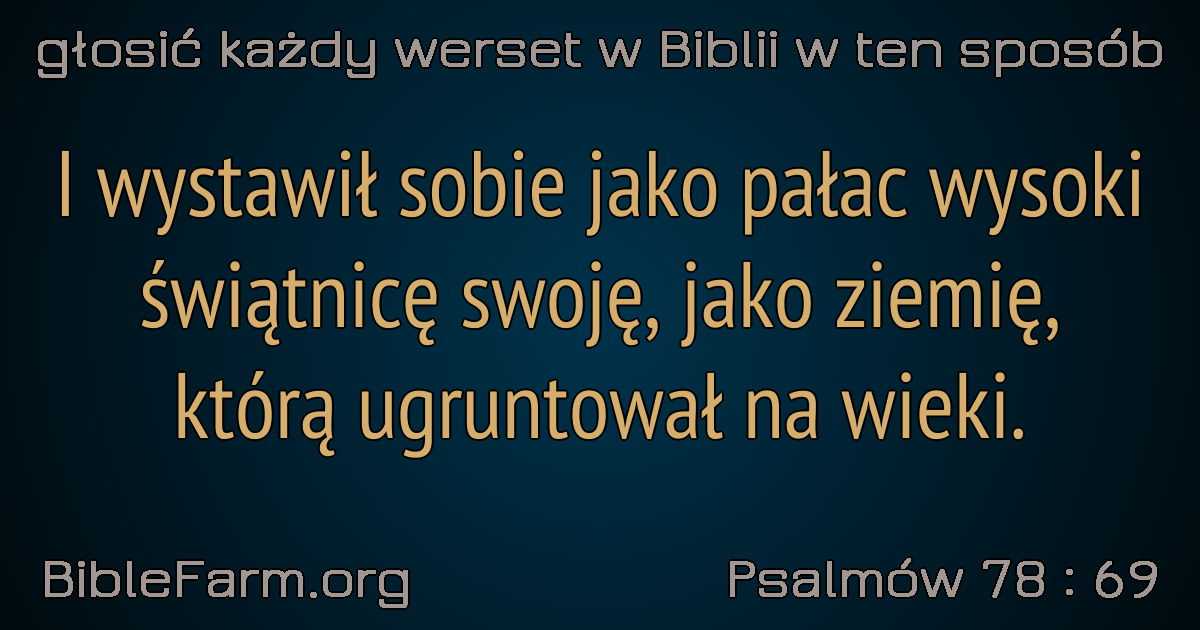 głosić każdy werset w Biblii w ten sposób
I wystawił sobie jako pałac wysoki
świątnicę swoję, jako ziemię,
którą ugruntował na wieki.
BibleFarm.org
Psalmów 78 : 69